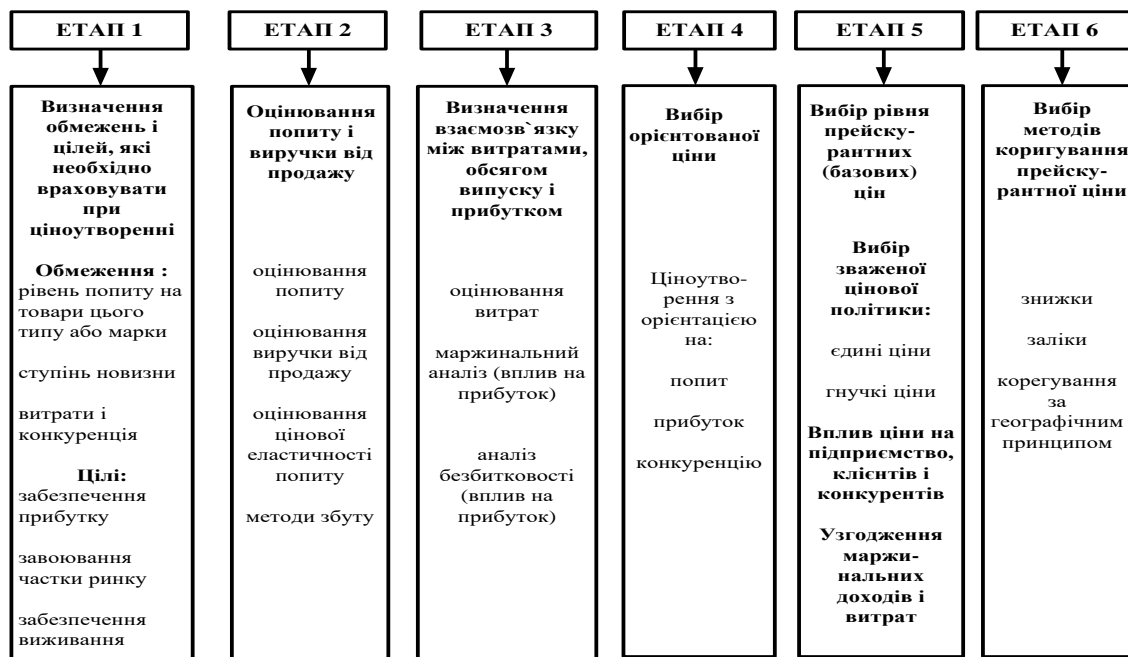 ЕТАП 1
Визначення
обмежень і
цілей, які
необхідно
враховувати
при
ціноутворенні
Обмеження :
рівень попиту на
товари цього
типу або марки
ступінь новизни
витрати і
конкуренція
Цілі:
забезпечення
прибутку
завоювання
частки ринку
забезпечення
виживання
ЕТАП 2
Оцінювання
попиту і
виручки від
продажу
оцінювання
попиту
оцінювання
виручки від
продажу
оцінювання
цінової
еластичності
попиту
методи збуту
ЕТАП 3
Визначення
взаємозв`язку
між витратами,
обсягом
випуску і
прибутком
оцінювання
витрат
маржинальний
аналіз (вплив на
прибуток)
аналіз
безбитковості
(вплив на
прибуток)
ЕТАП 4
Вибір
орієнтованої
ціни
Ціноутво-
рення з
орієнтацією
на:
попит
прибуток
конкуренцію
ЕТАП 5
Вибір рівня
прейску-
рантних
(базових)
цін
Вибір
зваженої
цінової
політики:
єдині ціни
гнучкі ціни
Вплив ціни на
підприємство,
клієнтів і
конкурентів
Узгодження
маржи-
нальних
доходів і
витрат
ЕТАП 6
Вибір
методів
коригування
прейску-
рантної ціни
знижки
заліки
корегування
за
географічним
принципом